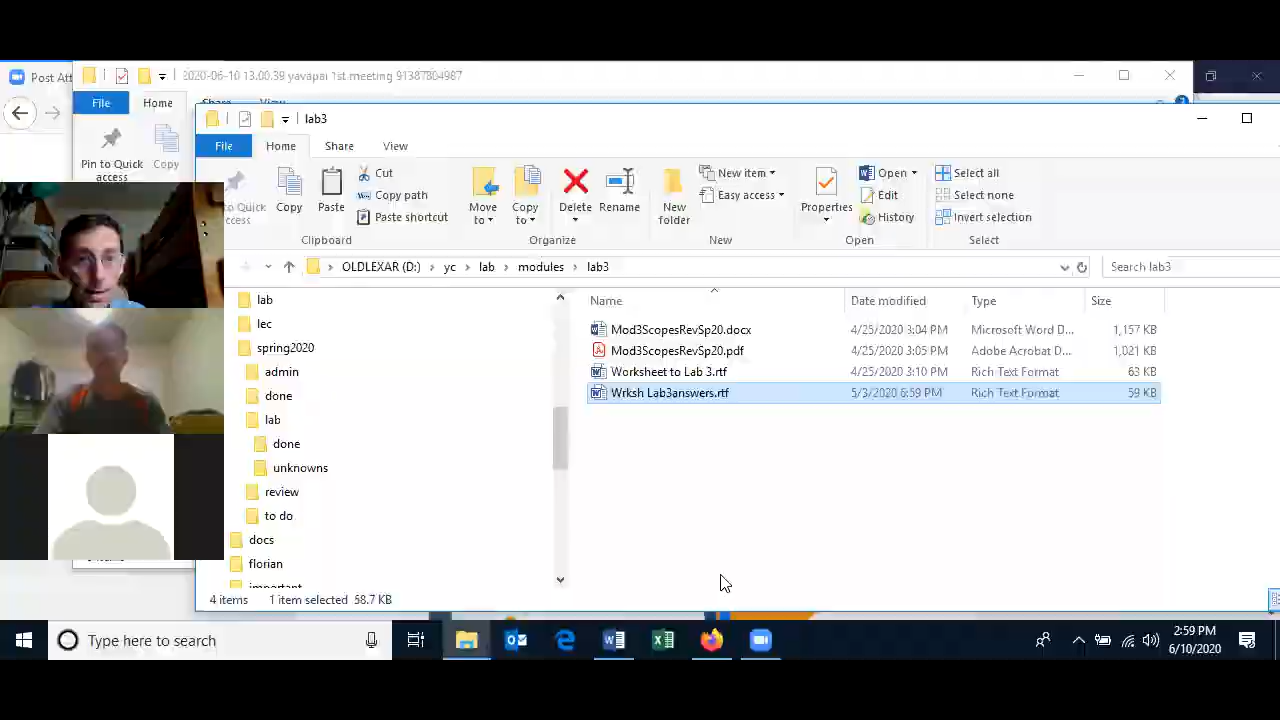 Post Att
2020-06-10 13.00.39 yavapai 1st meeting 91387804987
File
Home
Share
View
Pin to Quick
access
Copy
lab3
File
Home
Share
View
to Quick
ccess
Copy
Paste
Cut
Copy path
Paste shortcut
Clipboard
Move
to
Copy
to
Delete
Rename
Organize
New
folder
New item
Easy access
New
Properties
Open
Edit
History
Open
Select all
Select none
Invert selection
Select
OLDLEXAR (D:) > yc > lab > modules > lab3
Search lab3
Name
Date modified
Type
Size
Mod3ScopesRevSp20.docx 4/25/2020 3:04 PM Microsoft Word D... 1,157 KB
Mod3ScopesRevSp20.pdf 4/25/2020 3:05 PM Adobe Acrobat D... 1,021 KB
Worksheet to Lab 3.rtf 4/25/2020 3:10 PM Rich Text Format 63 KB
Wrksh Lab3answers.rtf 5/3/2020 6:59 PM Rich Text Format 59 KB
lab
lec
spring2020
admin
done
lab
done
unknowns
review
to do
docs
florian
important
4 items 1 item selected 58.7 KB
Type here to search
2:59 PM
6/10/2020